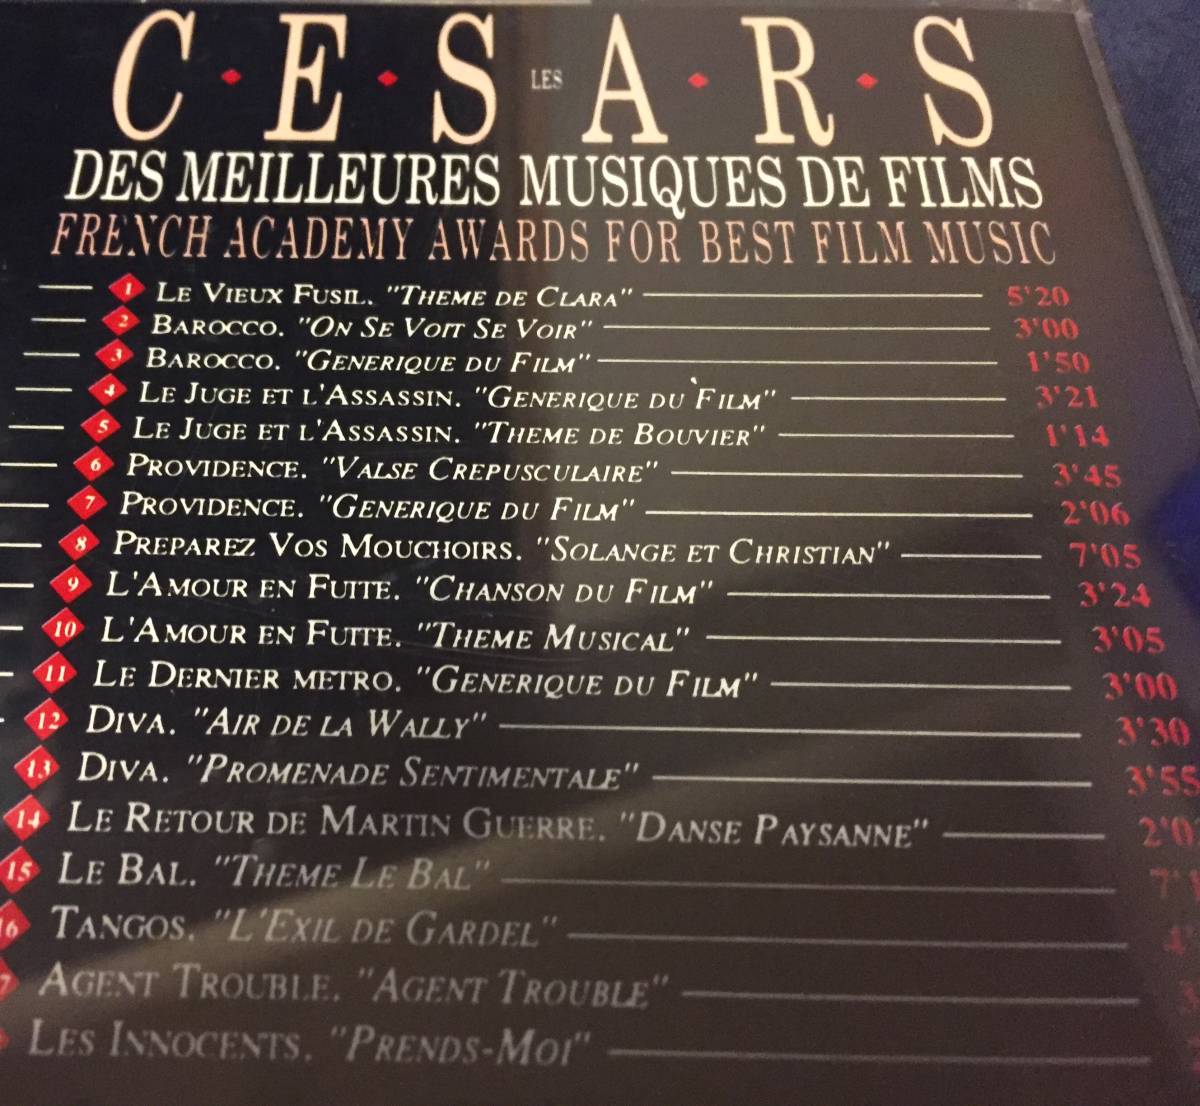 C·E·S LES A·R·S
DES MEILLEURES MUSIQUES DE FILMS
FRENCH ACADEMY AWARDS FOR BEST FILM MUSIC
1 LE VIEUX FUSIL. "THEME DE CLARA" 5'20
2 BAROCCO. "ON SE VOIT SE VOIR" 3'00
3 BAROCCO. "GENERIQUE DU FILM" 1'50
4 LE JUGE ET L'ASSASSIN. "GENERIQUE DU FILM" 3'21
5 LE JUGE ET L'ASSASSIN. "THEME DE BOUVIER" 1'14
6 PROVIDENCE. "VALSE CREPUSCULAIRE" 3'45
7 PROVIDENCE. "GENERIQUE DU FILM" 2'06
8 PREPAREZ VOS MOUCHOIRS. "SOLANGE ET CHRISTIAN" 7'05
9 L'AMOUR EN FUITE. "CHANSON DU FILM" 3'24
10 L'AMOUR EN FUITE. "THEME MUSICAL" 3'05
11 LE DERNIER METRO. "GENERIQUE DU FILM" 3'00
12 DIVA. "AIR DE LA WALLY" 3'30
13 DIVA. "PROMENADE SENTIMENTALE" 3'55
14 LE RETOUR DE MARTIN GUERRE. "DANSE PAYSANNE"
15 LE BAL. "THEME LE BAL"
16 TANGOS. "L'EXIL DE GARDEL"
7 AGENT TROUBLE. "AGENT TROUBLE"
LES INNOCENTS. "PRENDS-MOI"